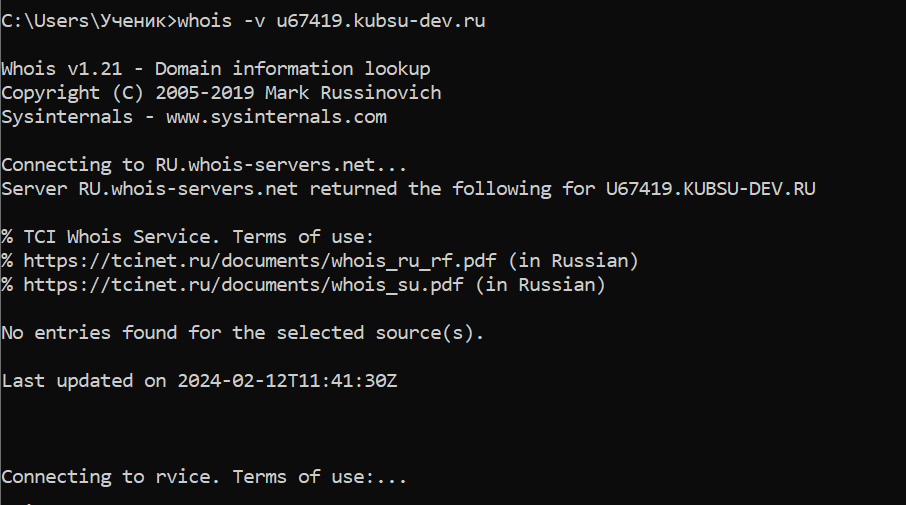 C:\Users\Ученик>whois -v u67419.kubsu-dev.ru
Whois v1.21 - Domain information lookup
Copyright (C) 2005-2019 Mark Russinovich
Sysinternals - www.sysinternals.com
Connecting to RU.whois-servers.net...
Server RU.whois-servers.net returned the following for U67419.KUBSU-DEV.RU
% TCI Whois Service. Terms of use:
% https://tcinet.ru/documents/whois_ru_rf.pdf (in Russian)
% https://tcinet.ru/documents/whois_su.pdf (in Russian)
No entries found for the selected source(s).
Last updated on 2024-02-12T11:41:30Z
Connecting to rvice. Terms of use:...